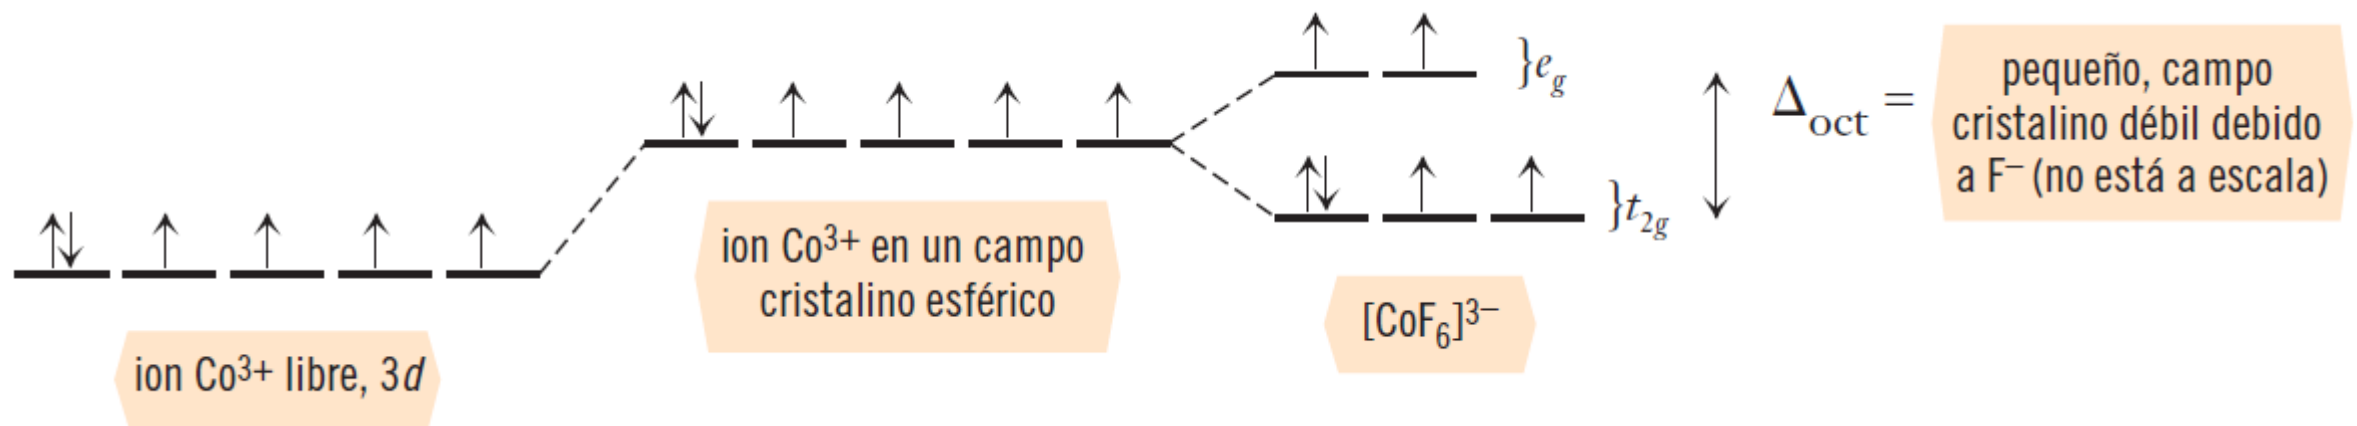 }e_g
Δ_oct =
pequeño, campo
cristalino débil debido
a F⁻ (no está a escala)
}t_2g
ion Co³⁺ en un campo
cristalino esférico
[CoF₆]³⁻
ion Co³⁺ libre, 3d